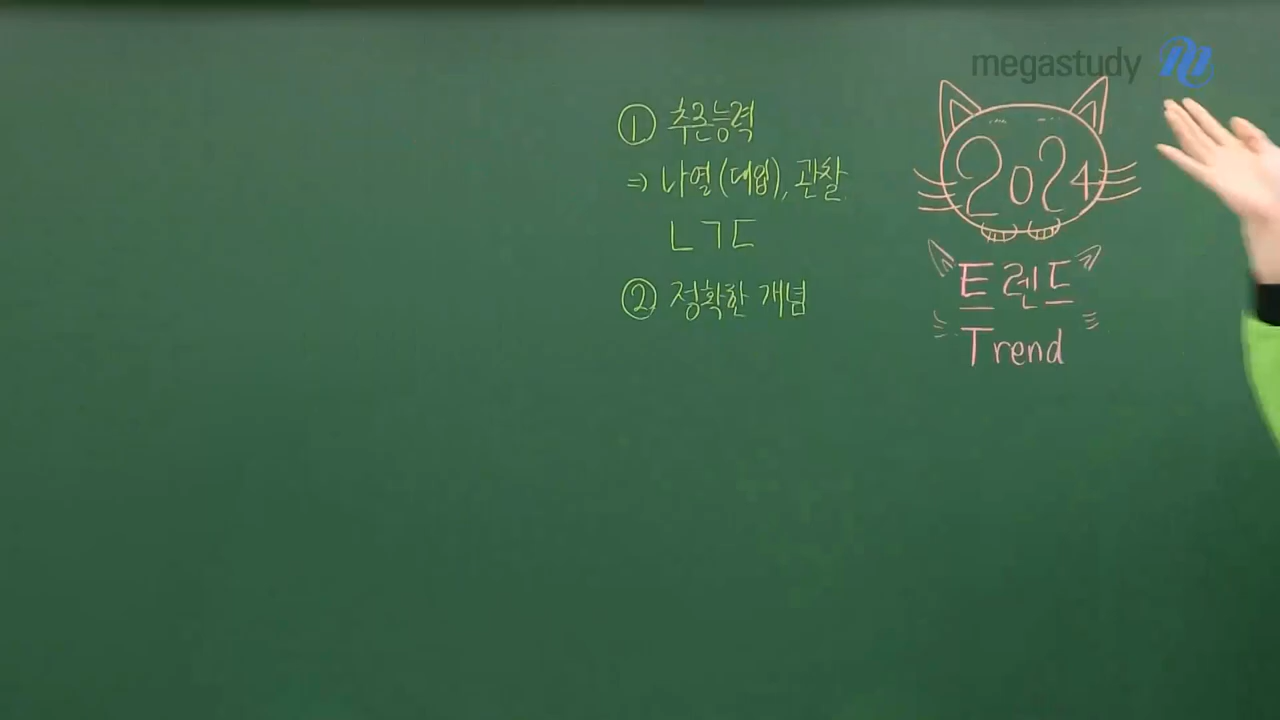 megastudy
① 추론능력
⇒ 나열(대입), 관찰
ㄴㄱㄷ
② 정확한 개념
2024
트렌드
Trend